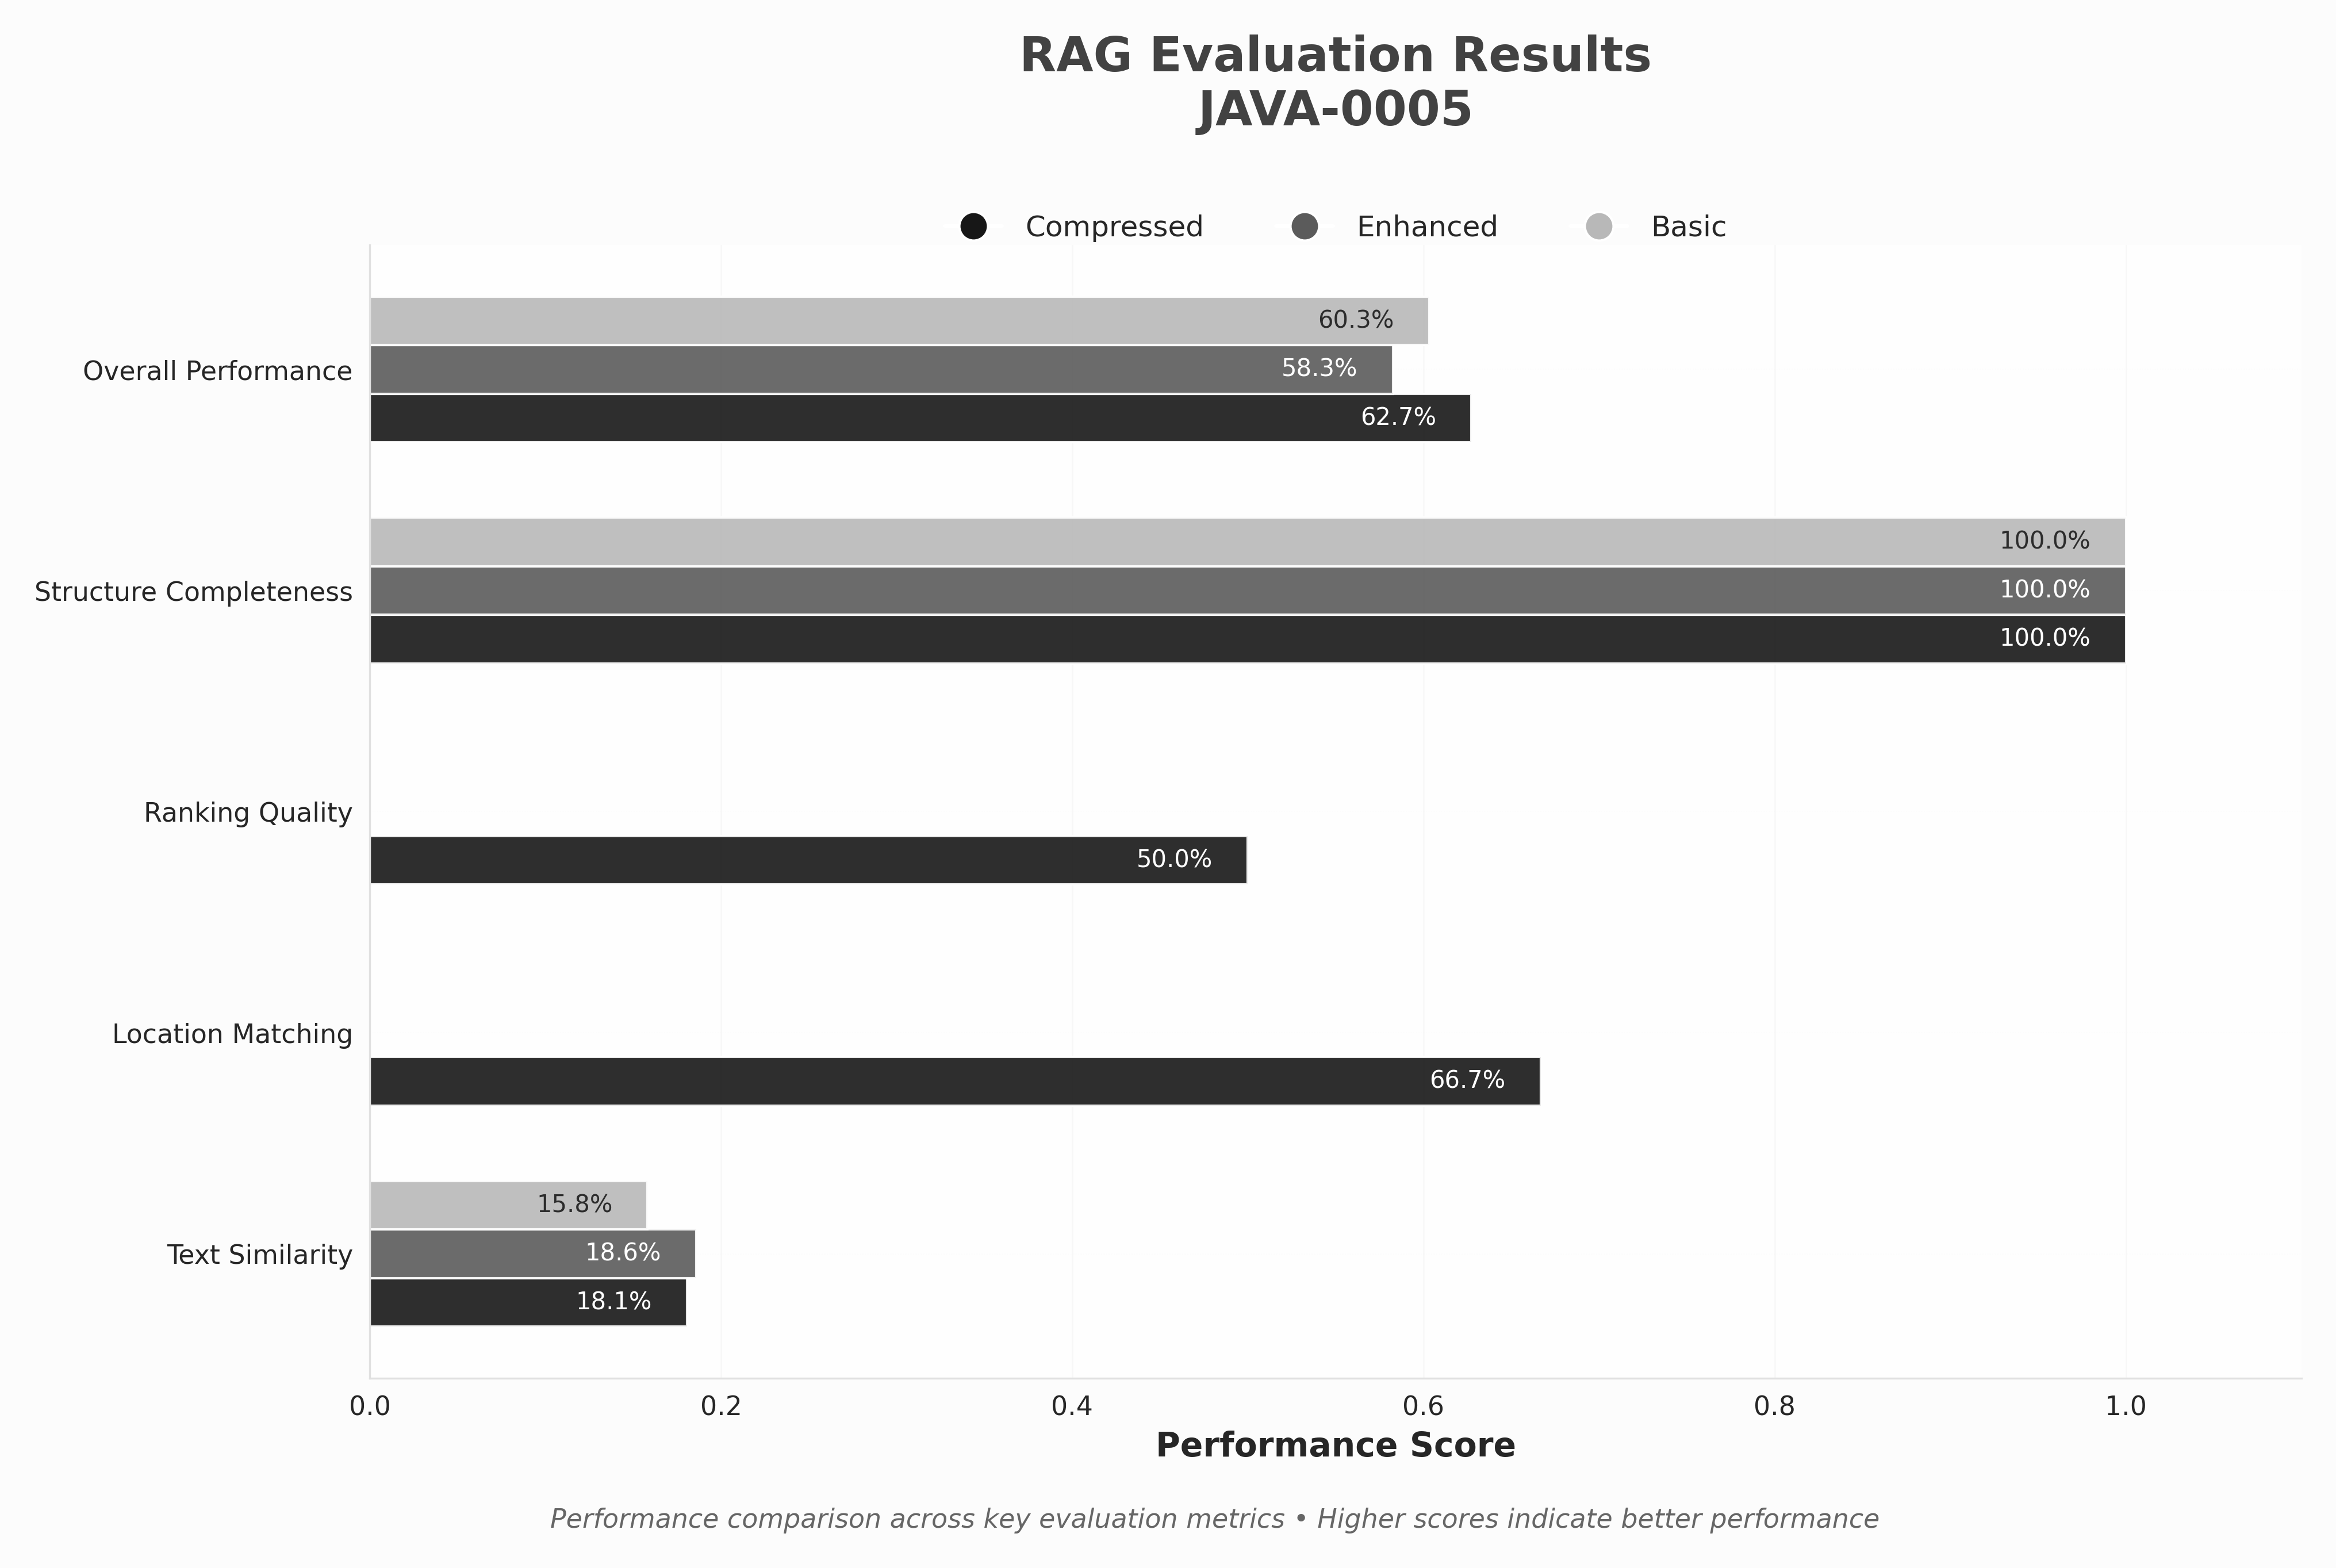 RAG Evaluation Results
JAVA-0005
Compressed Enhanced Basic
Overall Performance
60.3%
58.3%
62.7%
Structure Completeness
100.0%
100.0%
100.0%
Ranking Quality
50.0%
Location Matching
66.7%
Text Similarity
15.8%
18.6%
18.1%
0.0 0.2 0.4 0.6 0.8 1.0
Performance Score
Performance comparison across key evaluation metrics • Higher scores indicate better performance